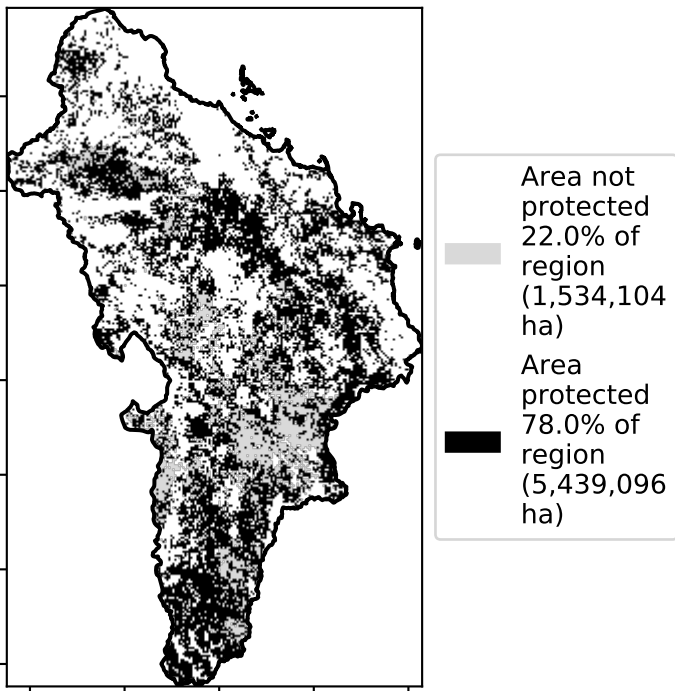 Area not
protected
22.0% of
region
(1,534,104
ha)
Area
protected
78.0% of
region
(5,439,096
ha)